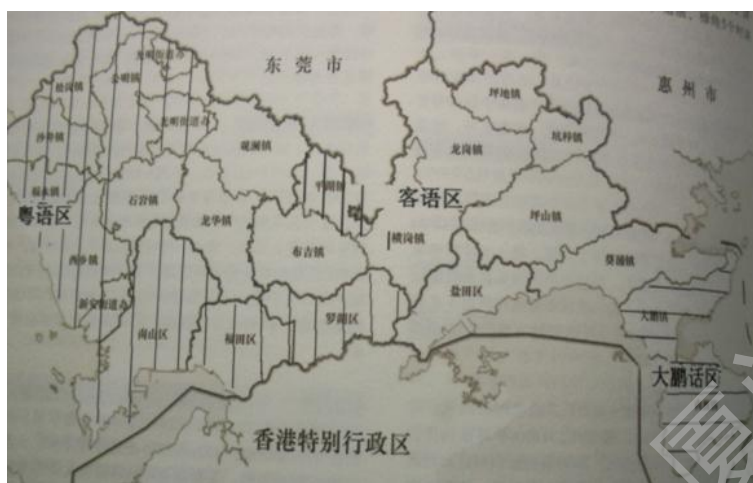 东莞市
惠州市
光明街道办
公明镇
松岗镇
坪地镇
沙井镇
光明街道办
观澜镇
龙岗镇
坑梓镇
平湖镇
福永镇
石岩镇
客语区
粤语区
龙华镇
坪山镇
横岗镇
布吉镇
西乡镇
葵涌镇
盐田区
新安街道办
大鹏镇
罗湖区
南山区
福田区
大鹏话区
香港特别行政区